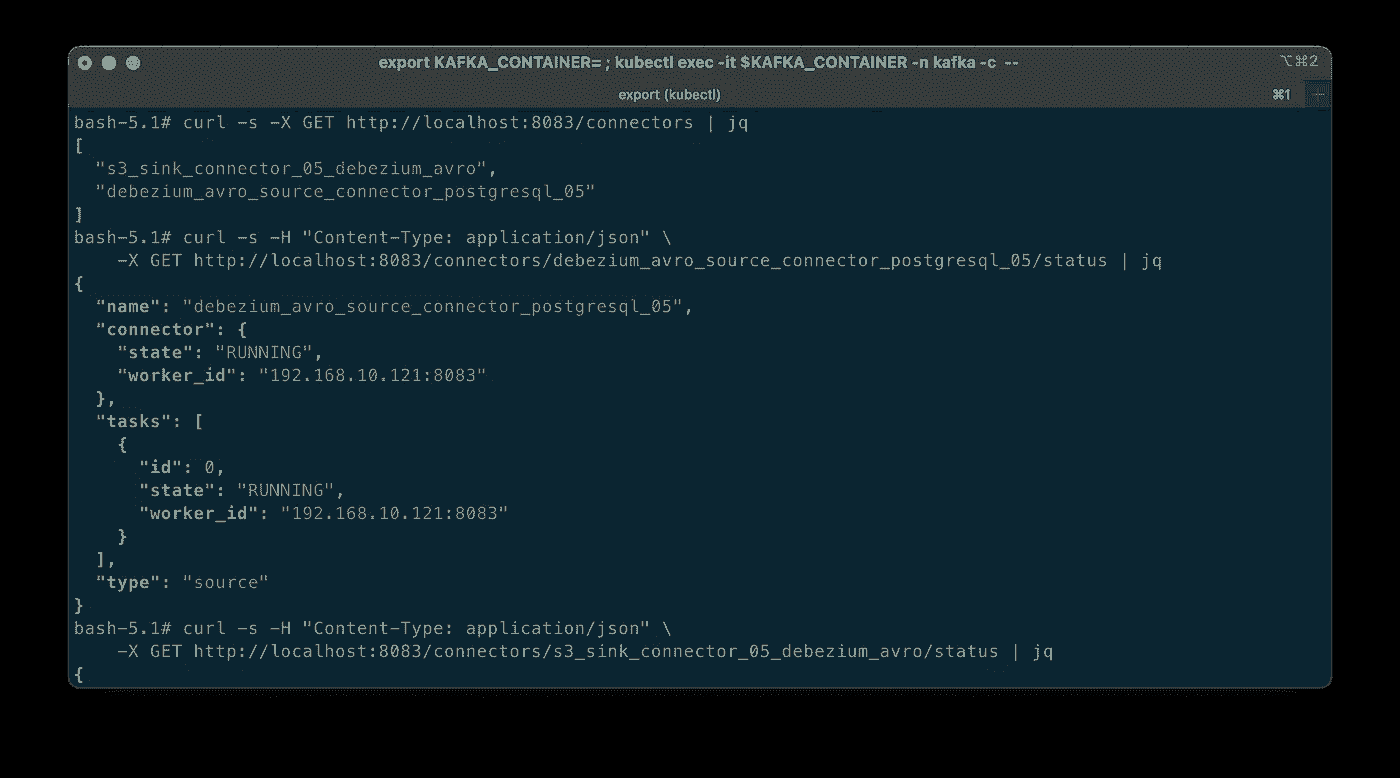 export KAFKA_CONTAINER= ; kubectl exec -it $KAFKA_CONTAINER -n kafka -c --
⌥⌘2
export (kubectl)
⌘1
bash-5.1# curl -s -X GET http://localhost:8083/connectors | jq
[
  "s3_sink_connector_05_debezium_avro",
  "debezium_avro_source_connector_postgresql_05"
]
bash-5.1# curl -s -H "Content-Type: application/json" \
    -X GET http://localhost:8083/connectors/debezium_avro_source_connector_postgresql_05/status | jq
{
  "name": "debezium_avro_source_connector_postgresql_05",
  "connector": {
    "state": "RUNNING",
    "worker_id": "192.168.10.121:8083"
  },
  "tasks": [
    {
      "id": 0,
      "state": "RUNNING",
      "worker_id": "192.168.10.121:8083"
    }
  ],
  "type": "source"
}
bash-5.1# curl -s -H "Content-Type: application/json" \
    -X GET http://localhost:8083/connectors/s3_sink_connector_05_debezium_avro/status | jq
{